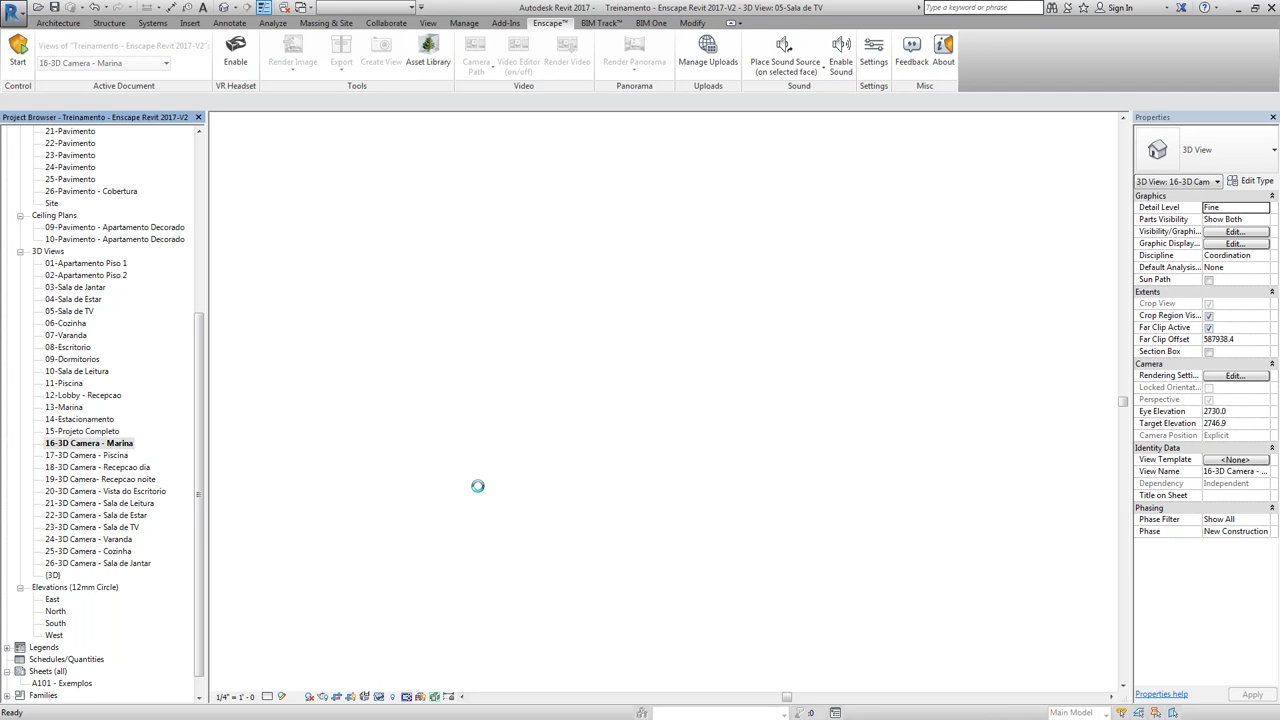 Autodesk Revit 2017 - Treinamento - Enscape Revit 2017-V2 - 3D View: 05-Sala de TV
Type a keyword or phrase
Sign In
Architecture Structure Systems Insert Annotate Analyze Massing & Site Collaborate View Manage Add-Ins Enscape™ BIM Track™ BIM One Modify
Start
Views of "Treinamento - Enscape Revit 2017-V2":
16-3D Camera - Marina
Enable
Render Image
Export
Create View
Asset Library
Camera Path
Video Editor (on/off)
Render Video
Render Panorama
Manage Uploads
Place Sound Source (on selected face)
Enable Sound
Settings
Feedback
About
Control Active Document VR Headset Tools Video Panorama Uploads Sound Settings Misc
Project Browser - Treinamento - Enscape Revit 2017-V2
21-Pavimento
22-Pavimento
23-Pavimento
24-Pavimento
25-Pavimento
26-Pavimento - Cobertura
Site
Ceiling Plans
09-Pavimento - Apartamento Decorado
10-Pavimento - Apartamento Decorado
3D Views
01-Apartamento Piso 1
02-Apartamento Piso 2
03-Sala de Jantar
04-Sala de Estar
05-Sala de TV
06-Cozinha
07-Varanda
08-Escritorio
09-Dormitorios
10-Sala de Leitura
11-Piscina
12-Lobby - Recepcao
13-Marina
14-Estacionamento
15-Projeto Completo
16-3D Camera - Marina
17-3D Camera - Piscina
18-3D Camera - Recepcao dia
19-3D Camera- Recepcao noite
20-3D Camera - Vista do Escritorio
21-3D Camera - Sala de Leitura
22-3D Camera - Sala de Estar
23-3D Camera - Sala de TV
24-3D Camera - Varanda
25-3D Camera - Cozinha
26-3D Camera - Sala de Jantar
{3D}
Elevations (12mm Circle)
East
North
South
West
Legends
Schedules/Quantities
Sheets (all)
A101 - Exemplos
Families
Properties
3D View
3D View: 16-3D Cam
Edit Type
Graphics
Detail Level Fine
Parts Visibility Show Both
Visibility/Graphi... Edit...
Graphic Display... Edit...
Discipline Coordination
Default Analysis... None
Sun Path
Extents
Crop View
Crop Region Vis...
Far Clip Active
Far Clip Offset 587938.4
Section Box
Camera
Rendering Setti... Edit...
Locked Orientat...
Perspective
Eye Elevation 2730.0
Target Elevation 2746.9
Camera Position Explicit
Identity Data
View Template <None>
View Name 16-3D Camera - ...
Dependency Independent
Title on Sheet
Phasing
Phase Filter Show All
Phase New Construction
Properties help
Apply
1/4" = 1'-0
Ready
:0
Main Model